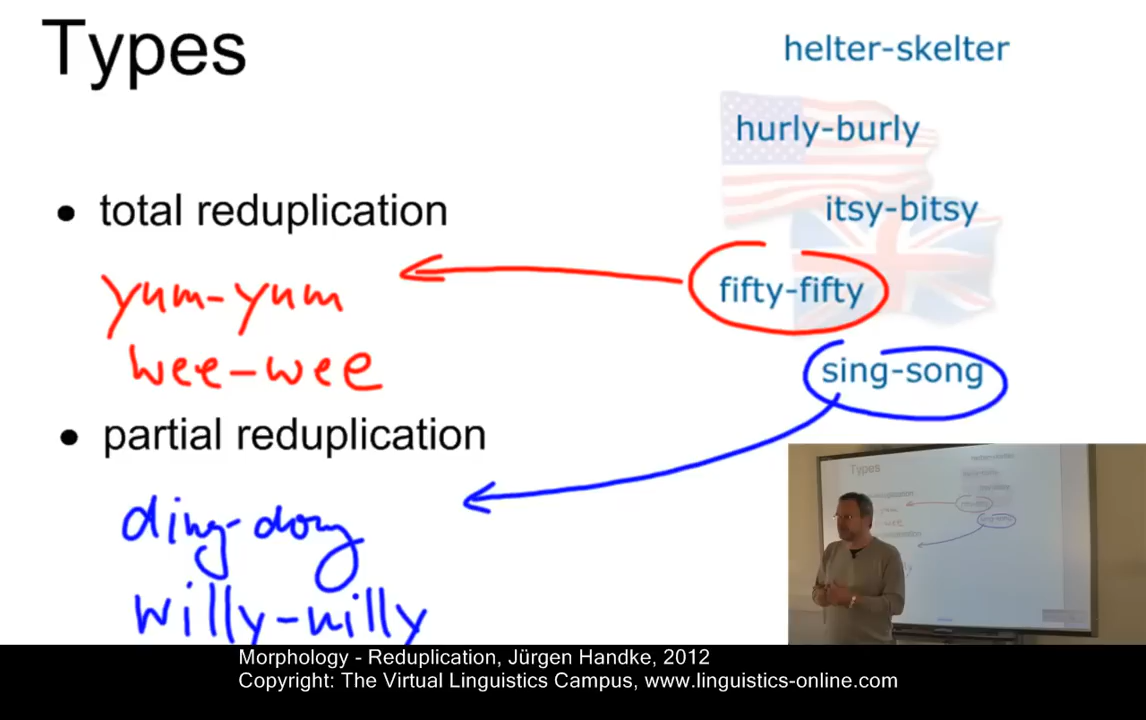 Types
helter-skelter
hurly-burly
itsy-bitsy
• total reduplication
fifty-fifty
yum-yum
wee-wee
sing-song
• partial reduplication
ding-dong
willy-nilly
Types
Morphology - Reduplication, Jürgen Handke, 2012
Copyright: The Virtual Linguistics Campus, www.linguistics-online.com